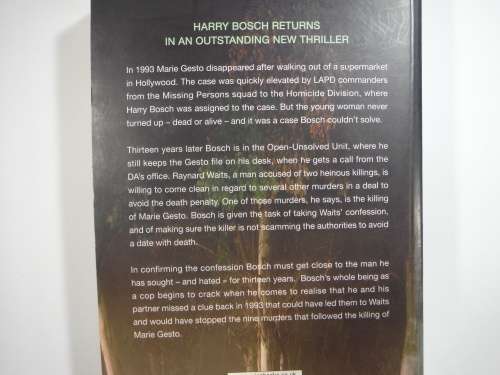 HARRY BOSCH RETURNS
IN AN OUTSTANDING NEW THRILLER
In 1993 Marie Gesto disappeared after walking out of a supermarket
in Hollywood. The case was quickly elevated by LAPD commanders
from the Missing Persons squad to the Homicide Division, where
Harry Bosch was assigned to the case. But the young woman never
turned up – dead or alive – and it was a case Bosch couldn't solve.
Thirteen years later Bosch is in the Open-Unsolved Unit, where he
still keeps the Gesto file on his desk, when he gets a call from the
DA's office. Raynard Waits, a man accused of two heinous killings, is
willing to come clean in regard to several other murders in a deal to
avoid the death penalty. One of those murders, he says, is the killing
of Marie Gesto. Bosch is given the task of taking Waits' confession,
and of making sure the killer is not scamming the authorities to avoid
a date with death.
In confirming the confession Bosch must get close to the man he
has sought – and hated – for thirteen years. Bosch's whole being as
a cop begins to crack when he comes to realise that he and his
partner missed a clue back in 1993 that could have led them to Waits
and would have stopped the nine murders that followed the killing of
Marie Gesto.